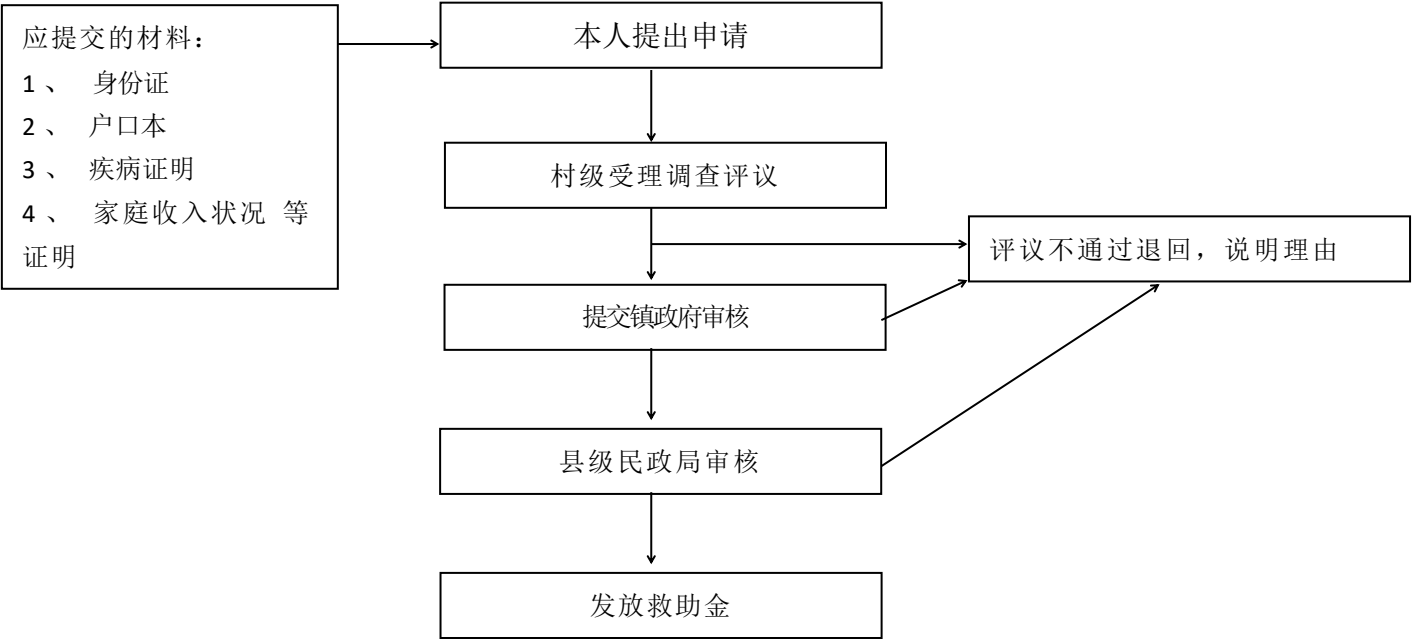 应提交的材料：
1、 身份证
2、 户口本
3、 疾病证明
4、 家庭收入状况 等
证明
本人提出申请
村级受理调查评议
评议不通过退回，说明理由
提交镇政府审核
县级民政局审核
发放救助金